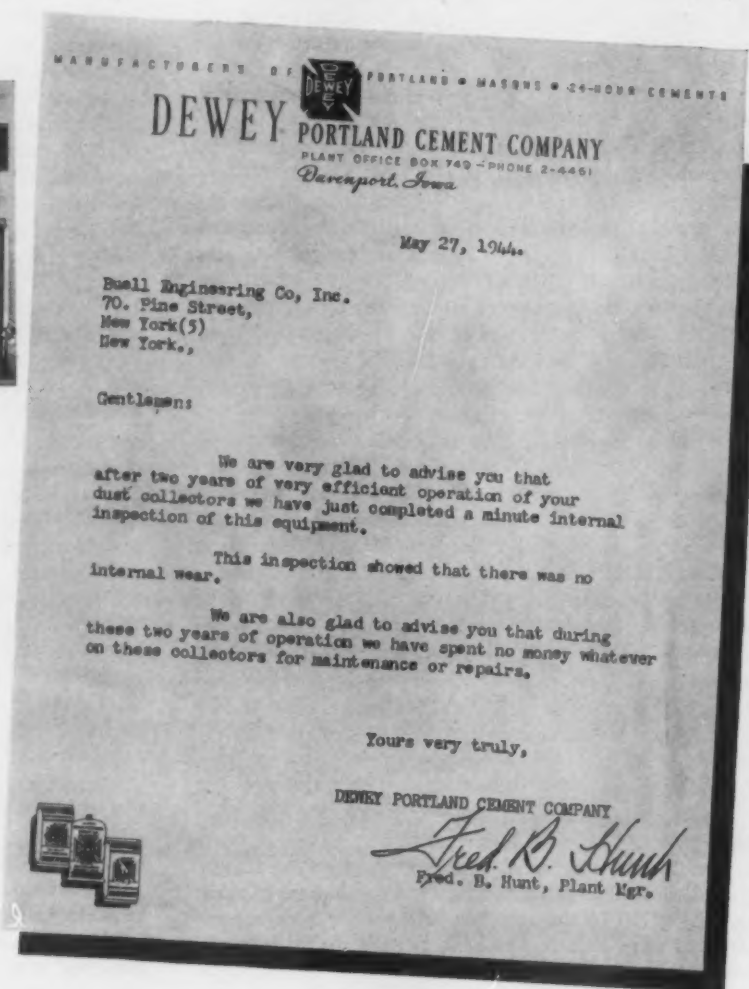 MANUFACTURERS OF PORTLAND • MASONS • 24-HOUR CEMENTS
DEWEY
DEWEY PORTLAND CEMENT COMPANY
PLANT OFFICE BOX 749 - PHONE 2-4461
Davenport, Iowa
May 27, 1944.
Buell Engineering Co, Inc.
70. Pine Street,
New York(5)
New York.,
Gentlemen:
We are very glad to advise you that
after two years of very efficient operation of your
dust collectors we have just completed a minute internal
inspection of this equipment.
This inspection showed that there was no
internal wear.
We are also glad to advise you that during
these two years of operation we have spent no money whatever
on these collectors for maintenance or repairs.
Yours very truly,
DEWEY PORTLAND CEMENT COMPANY
Fred. B. Hunt
Fred. B. Hunt, Plant Mgr.